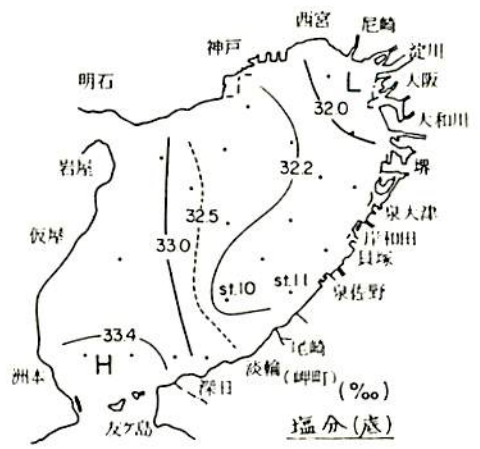 西宮
尼崎
神戸
淀川
明石
L
大阪
32.0
大和川
岩屋
32.2
堺
32.5
泉大津
仮屋
33.0
岸和田
貝塚
st.10
st.11
泉佐野
33.4
尾崎
H
淡輪
(岬町)
洲本
深日
(‰)
友ヶ島
塩分(底)